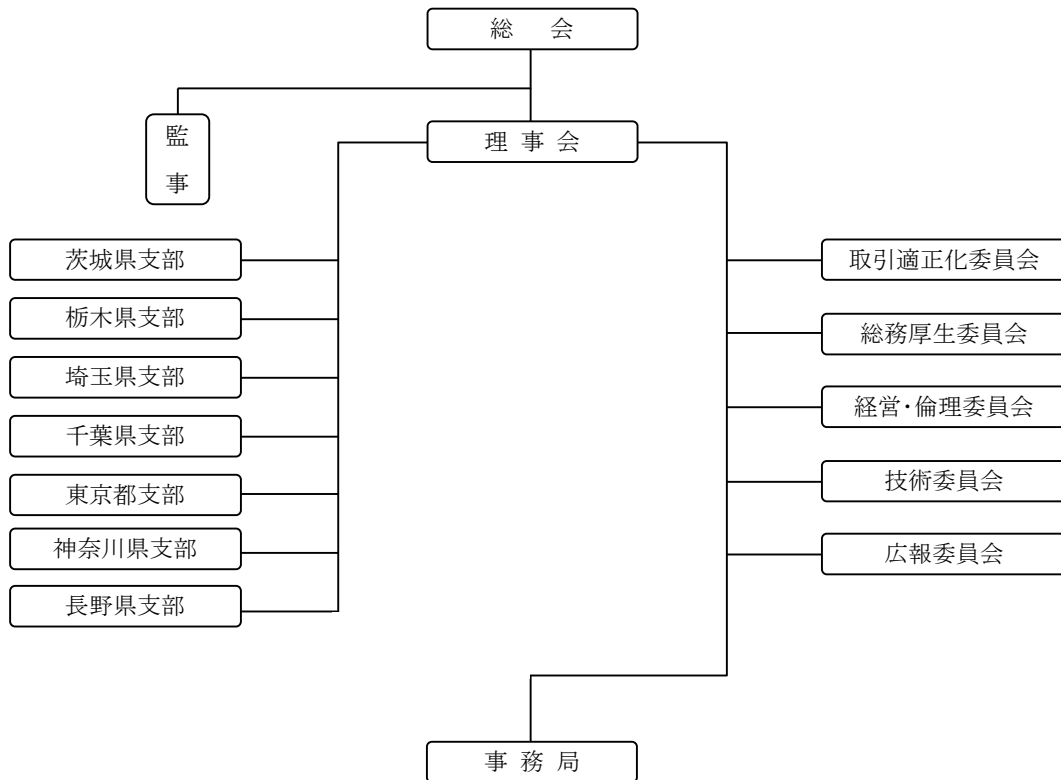 総　会
監
事
理 事 会
茨城県支部
栃木県支部
埼玉県支部
千葉県支部
東京都支部
神奈川県支部
長野県支部
取引適正化委員会
総務厚生委員会
経営・倫理委員会
技術委員会
広報委員会
事 務 局